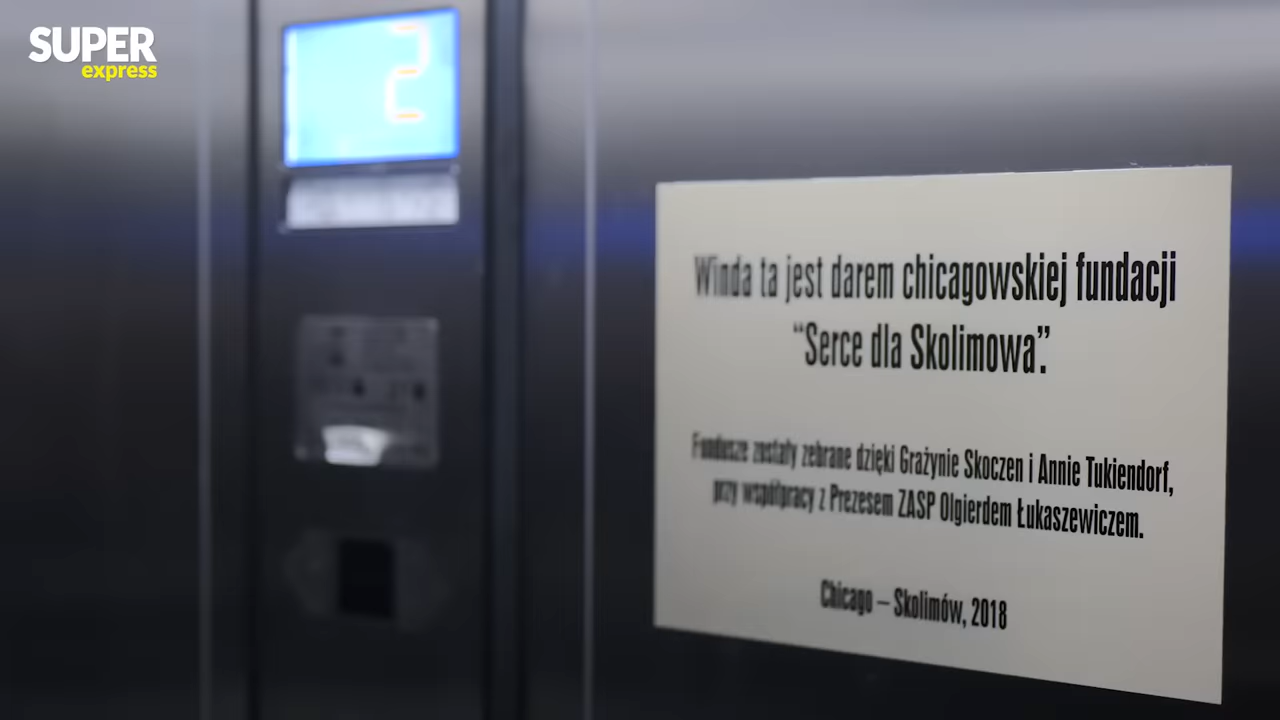 SUPER
express
2
Winda ta jest darem chicagowskiej fundacji
“Serce dla Skolimowa”.
Fundusze zostały zebrane dzięki Grażynie Skoczen i Annie Tukiendorf,
przy współpracy z Prezesem ZASP Olgierdem Łukaszewiczem.
Chicago – Skolimów, 2018